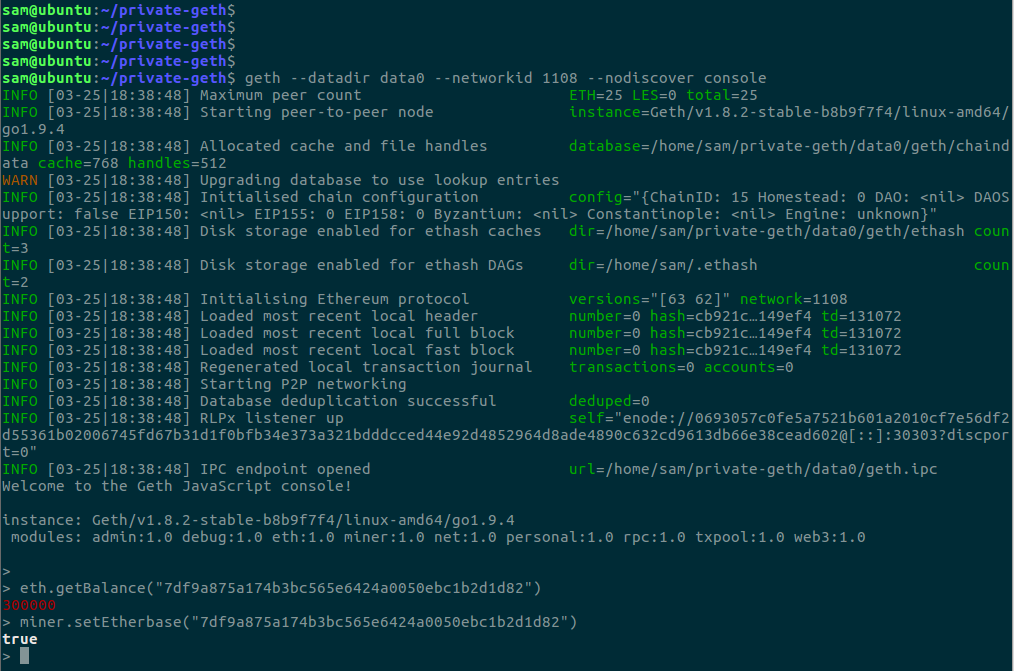 sam@ubuntu:~/private-geth$
sam@ubuntu:~/private-geth$
sam@ubuntu:~/private-geth$
sam@ubuntu:~/private-geth$
sam@ubuntu:~/private-geth$ geth --datadir data0 --networkid 1108 --nodiscover console
INFO [03-25|18:38:48] Maximum peer count                       ETH=25 LES=0 total=25
INFO [03-25|18:38:48] Starting peer-to-peer node               instance=Geth/v1.8.2-stable-b8b9f7f4/linux-amd64/
go1.9.4
INFO [03-25|18:38:48] Allocated cache and file handles         database=/home/sam/private-geth/data0/geth/chaind
ata cache=768 handles=512
WARN [03-25|18:38:48] Upgrading database to use lookup entries
INFO [03-25|18:38:48] Initialised chain configuration          config="{ChainID: 15 Homestead: 0 DAO: <nil> DAOS
upport: false EIP150: <nil> EIP155: 0 EIP158: 0 Byzantium: <nil> Constantinople: <nil> Engine: unknown}"
INFO [03-25|18:38:48] Disk storage enabled for ethash caches   dir=/home/sam/private-geth/data0/geth/ethash coun
t=3
INFO [03-25|18:38:48] Disk storage enabled for ethash DAGs     dir=/home/sam/.ethash                        coun
t=2
INFO [03-25|18:38:48] Initialising Ethereum protocol           versions="[63 62]" network=1108
INFO [03-25|18:38:48] Loaded most recent local header          number=0 hash=cb921c…149ef4 td=131072
INFO [03-25|18:38:48] Loaded most recent local full block      number=0 hash=cb921c…149ef4 td=131072
INFO [03-25|18:38:48] Loaded most recent local fast block      number=0 hash=cb921c…149ef4 td=131072
INFO [03-25|18:38:48] Regenerated local transaction journal    transactions=0 accounts=0
INFO [03-25|18:38:48] Starting P2P networking
INFO [03-25|18:38:48] Database deduplication successful        deduped=0
INFO [03-25|18:38:48] RLPx listener up                         self="enode://0693057c0fe5a7521b601a2010cf7e56df2
d55361b02006745fd67b31d1f0bfb34e373a321bdddcced44e92d4852964d8ade4890c632cd9613db66e38cead602@[::]:30303?discpor
t=0"
INFO [03-25|18:38:48] IPC endpoint opened                      url=/home/sam/private-geth/data0/geth.ipc
Welcome to the Geth JavaScript console!

instance: Geth/v1.8.2-stable-b8b9f7f4/linux-amd64/go1.9.4
 modules: admin:1.0 debug:1.0 eth:1.0 miner:1.0 net:1.0 personal:1.0 rpc:1.0 txpool:1.0 web3:1.0

>
> eth.getBalance("7df9a875a174b3bc565e6424a0050ebc1b2d1d82")
300000
> miner.setEtherbase("7df9a875a174b3bc565e6424a0050ebc1b2d1d82")
true
>